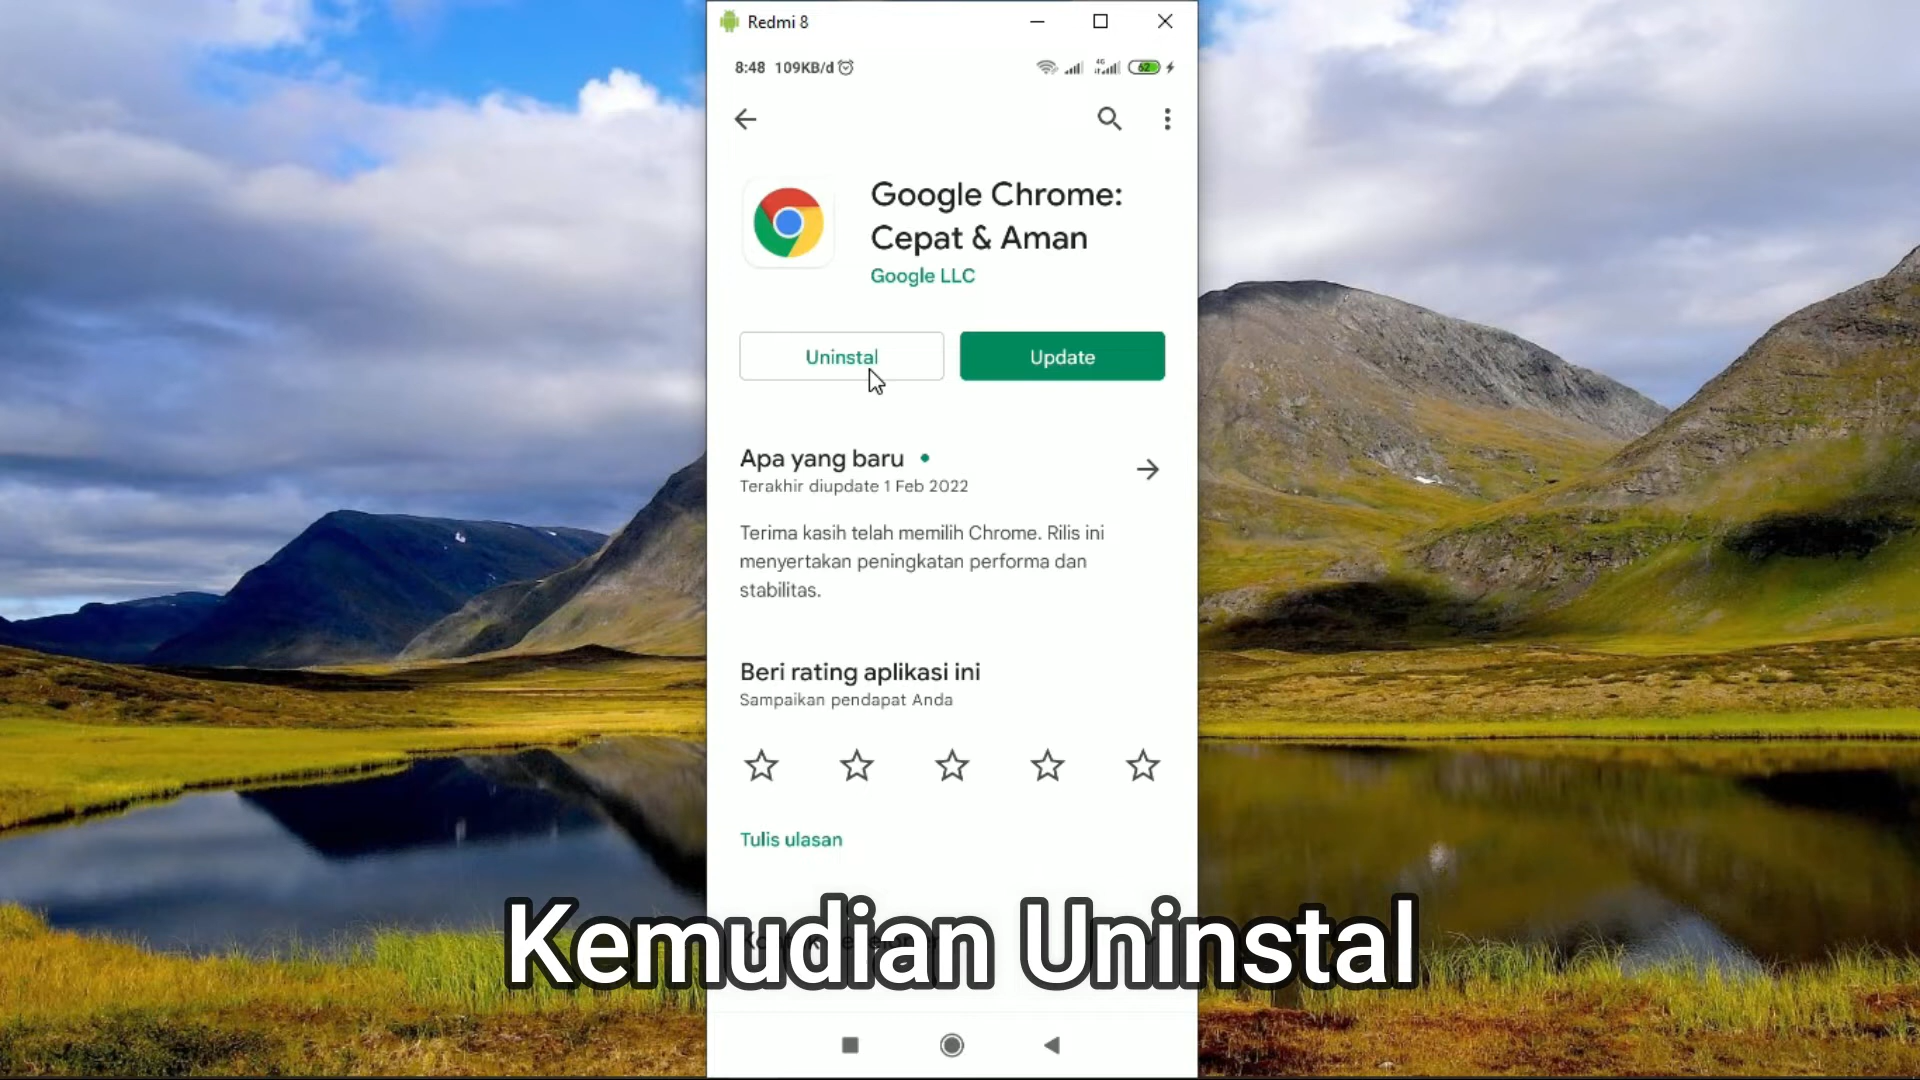 Redmi 8
8:48 109KB/d
4G
62
Google Chrome:
Cepat & Aman
Google LLC
Uninstal
Update
Apa yang baru
Terakhir diupdate 1 Feb 2022
Terima kasih telah memilih Chrome. Rilis ini
menyertakan peningkatan performa dan
stabilitas.
Beri rating aplikasi ini
Sampaikan pendapat Anda
Tulis ulasan
Kemudian Uninstal